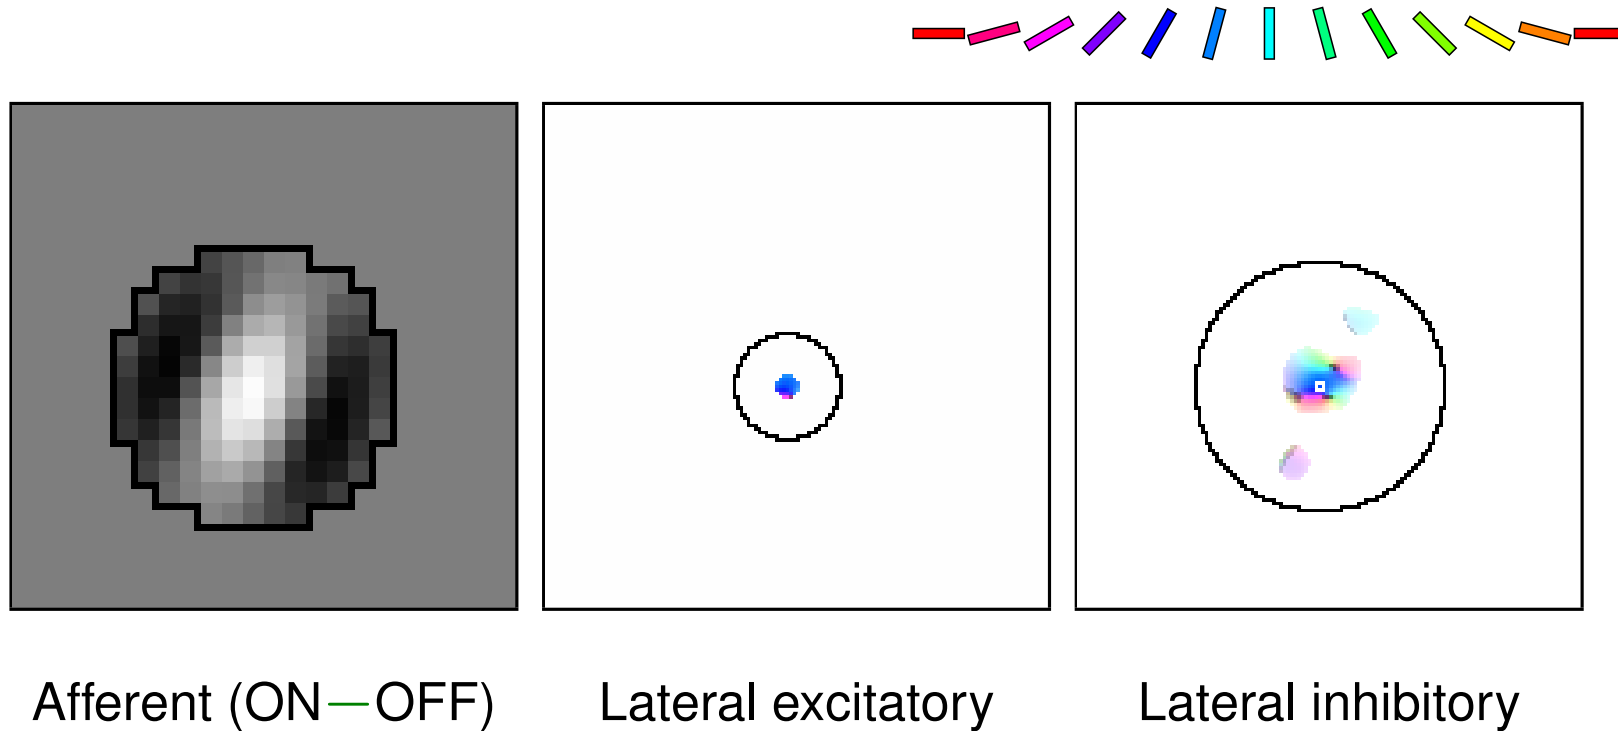 Afferent (ON—OFF)
Lateral excitatory
Lateral inhibitory